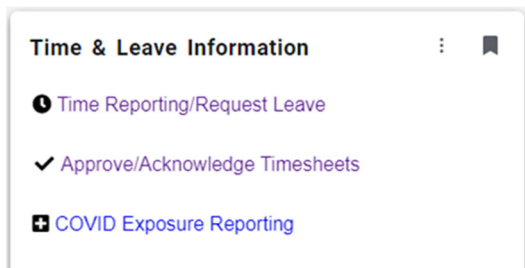 Time & Leave Information
Time Reporting/Request Leave
Approve/Acknowledge Timesheets
COVID Exposure Reporting